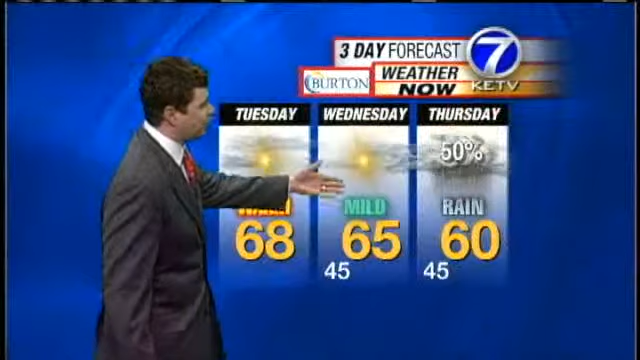 3 DAY FORECAST
7
BURTON
WEATHER
NOW
KETV
TUESDAY
WEDNESDAY
THURSDAY
50%
WARM
MILD
RAIN
68
65
60
45
45